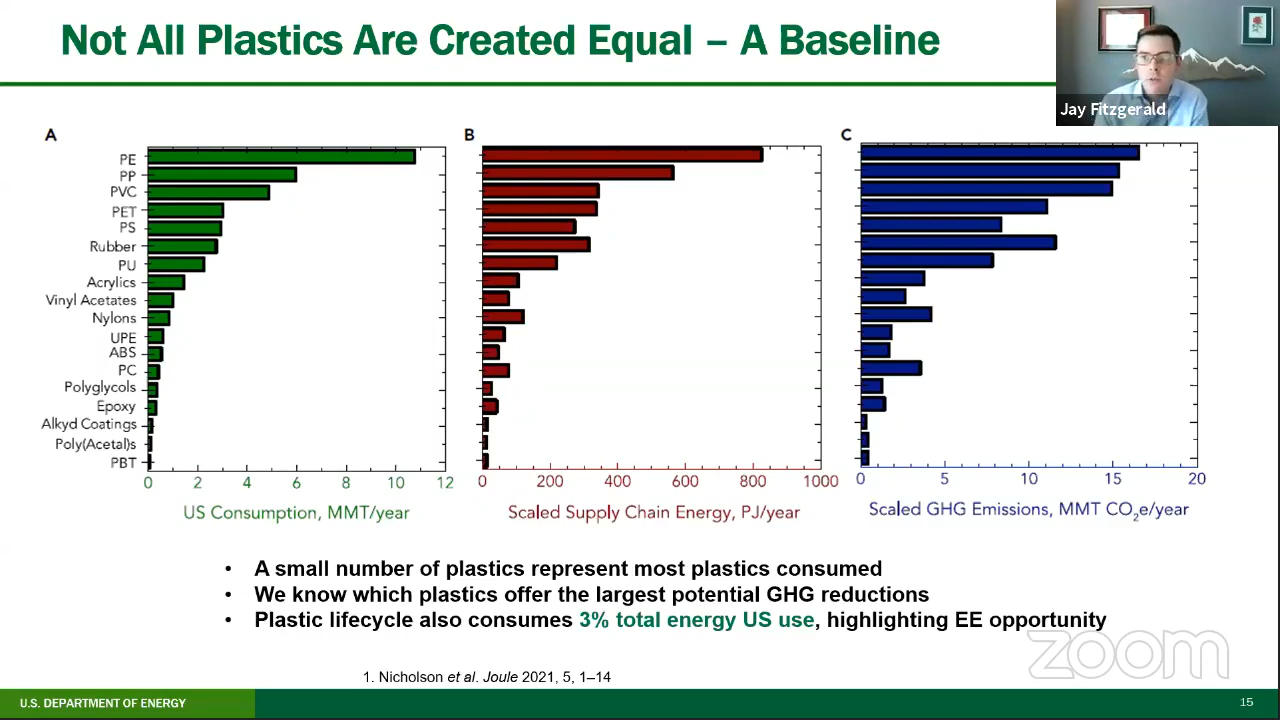 Not All Plastics Are Created Equal – A Baseline
Jay Fitzgerald
A
PE
PP
PVC
PET
PS
Rubber
PU
Acrylics
Vinyl Acetates
Nylons
UPE
ABS
PC
Polyglycols
Epoxy
Alkyd Coatings
Poly(Acetal)s
PBT
0 2 4 6 8 10 12
US Consumption, MMT/year
B
0 200 400 600 800 1000
Scaled Supply Chain Energy, PJ/year
C
0 5 10 15 20
Scaled GHG Emissions, MMT CO₂e/year
• A small number of plastics represent most plastics consumed
• We know which plastics offer the largest potential GHG reductions
• Plastic lifecycle also consumes 3% total energy US use, highlighting EE opportunity
zoom
1. Nicholson et al. Joule 2021, 5, 1–14
U.S. DEPARTMENT OF ENERGY
15